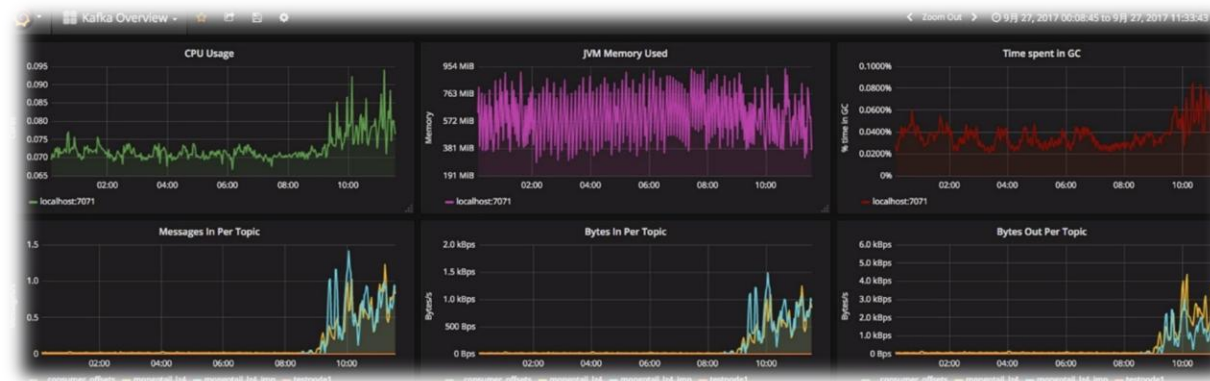 Kafka Overview
Zoom Out
9月 27, 2017 00:08:45 to 9月 27, 2017 11:33:43
CPU Usage
0.095
0.090
0.085
0.080
0.075
0.070
0.065
02:00 04:00 06:00 08:00 10:00
localhost:7071
JVM Memory Used
Memory
954 MiB
763 MiB
572 MiB
381 MiB
191 MiB
02:00 04:00 06:00 08:00 10:00
localhost:7071
Time spent in GC
% time in GC
0.1000%
0.0800%
0.0600%
0.0400%
0.0200%
0%
02:00 04:00 06:00 08:00 10:00
localhost:7071
Messages In Per Topic
1.5
1.0
0.5
0
02:00 04:00 06:00 08:00 10:00
Bytes In Per Topic
Bytes/s
2.0 kBps
1.5 kBps
1.0 kBps
500 Bps
0 Bps
02:00 04:00 06:00 08:00 10:00
Bytes Out Per Topic
Bytes/s
6.0 kBps
5.0 kBps
4.0 kBps
3.0 kBps
2.0 kBps
1.0 kBps
0 Bps
02:00 04:00 06:00 08:00 10:00